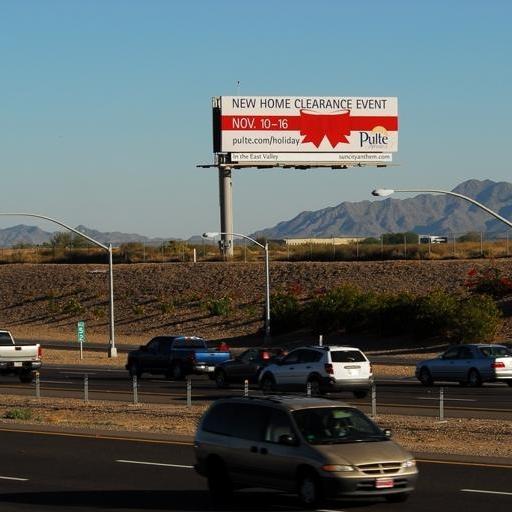 NEW HOME CLEARANCE EVENT
NOV. 10-16
pulte.com/holiday
Pulte
In the East Valley
suncityanthem.com